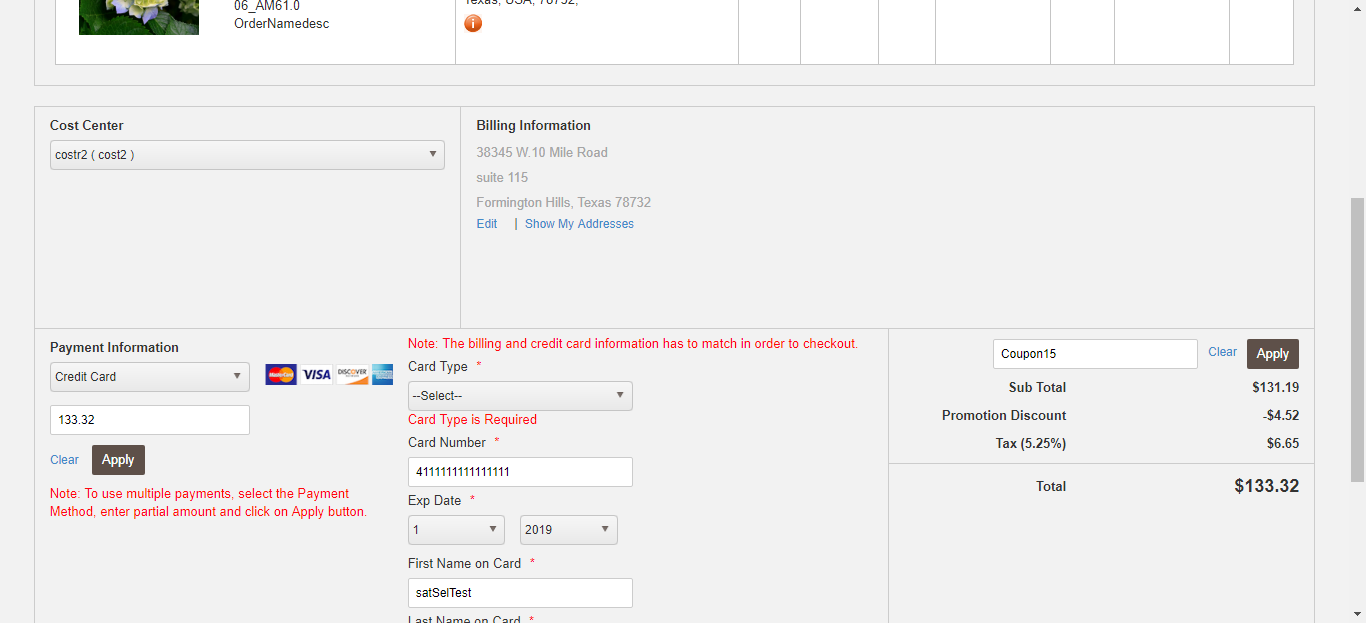 06_AM61.0
OrderNamedesc
Texas, USA, 78732,
Cost Center
costr2 ( cost2 )
Billing Information
38345 W.10 Mile Road
suite 115
Formington Hills, Texas 78732
Edit | Show My Addresses
Payment Information
Credit Card
MasterCard VISA DISCOVER
133.32
Clear Apply
Note: To use multiple payments, select the Payment
Method, enter partial amount and click on Apply button.
Note: The billing and credit card information has to match in order to checkout.
Card Type *
--Select--
Card Type is Required
Card Number *
4111111111111111
Exp Date *
1 2019
First Name on Card *
satSelTest
Last Name on Card *
Coupon15 Clear Apply
Sub Total $131.19
Promotion Discount -$4.52
Tax (5.25%) $6.65
Total $133.32